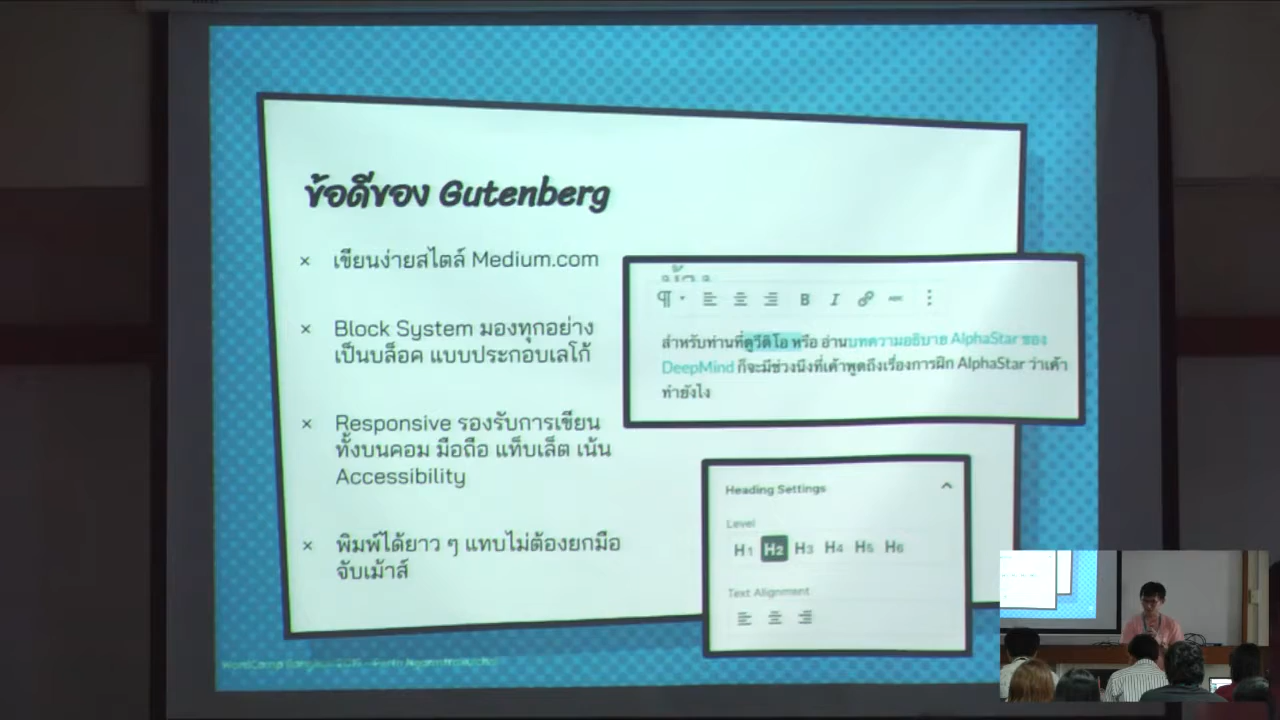 ข้อดีของ Gutenberg
× เขียนง่ายสไตล์ Medium.com
× Block System มองทุกอย่าง
เป็นบล็อค แบบประกอบเลโก้
× Responsive รองรับการเขียน
ทั้งบนคอม มือถือ แท็บเล็ต เน้น
Accessibility
× พิมพ์ได้ยาว ๆ แทบไม่ต้องยกมือ
จับเม้าส์
B I
สำหรับท่านที่ดูวีดิโอ หรือ อ่านบทความอธิบาย AlphaStar ของ
DeepMind ก็จะมีช่วงนึงที่เค้าพูดถึงเรื่องการฝึก AlphaStar ว่าเค้า
ทำยังไง
Heading Settings
Level
H1 H2 H3 H4 H5 H6
Text Alignment
WordCamp Bangkok 2019